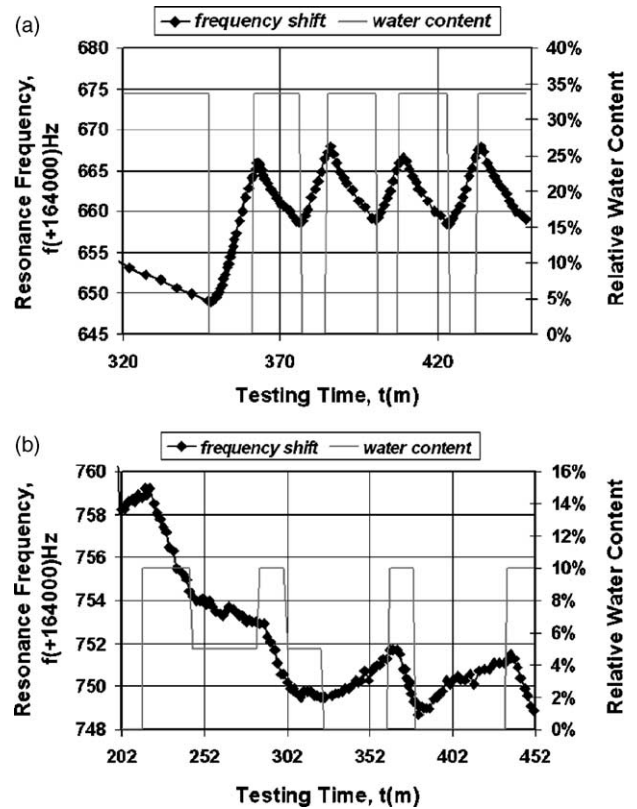 (a)
frequency shift water content
Resonance Frequency,
f(+164000)Hz
680
675
670
665
660
655
650
645
40%
35%
30%
25%
20%
15%
10%
5%
0%
Relative Water Content
320 370 420
Testing Time, t(m)
(b)
frequency shift water content
Resonance Frequency,
f(+164000)Hz
760
758
756
754
752
750
748
16%
14%
12%
10%
8%
6%
4%
2%
0%
Relative Water Content
202 252 302 352 402 452
Testing Time, t(m)